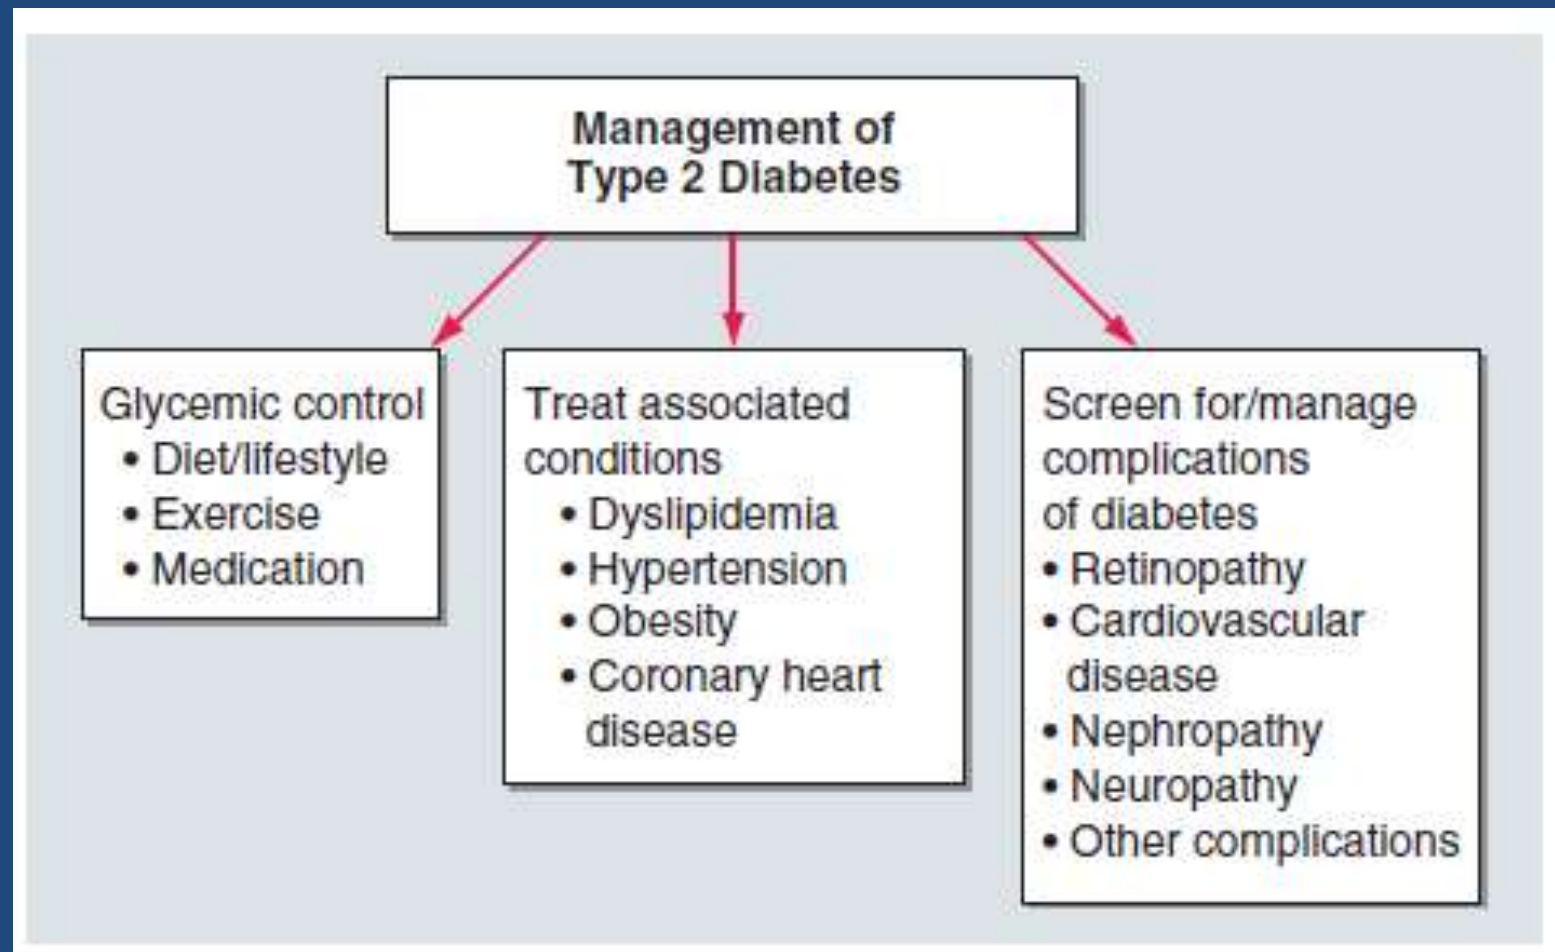 Management of
Type 2 Diabetes
Glycemic control
• Diet/lifestyle
• Exercise
• Medication
Treat associated
conditions
• Dyslipidemia
• Hypertension
• Obesity
• Coronary heart
disease
Screen for/manage
complications
of diabetes
• Retinopathy
• Cardiovascular
disease
• Nephropathy
• Neuropathy
• Other complications